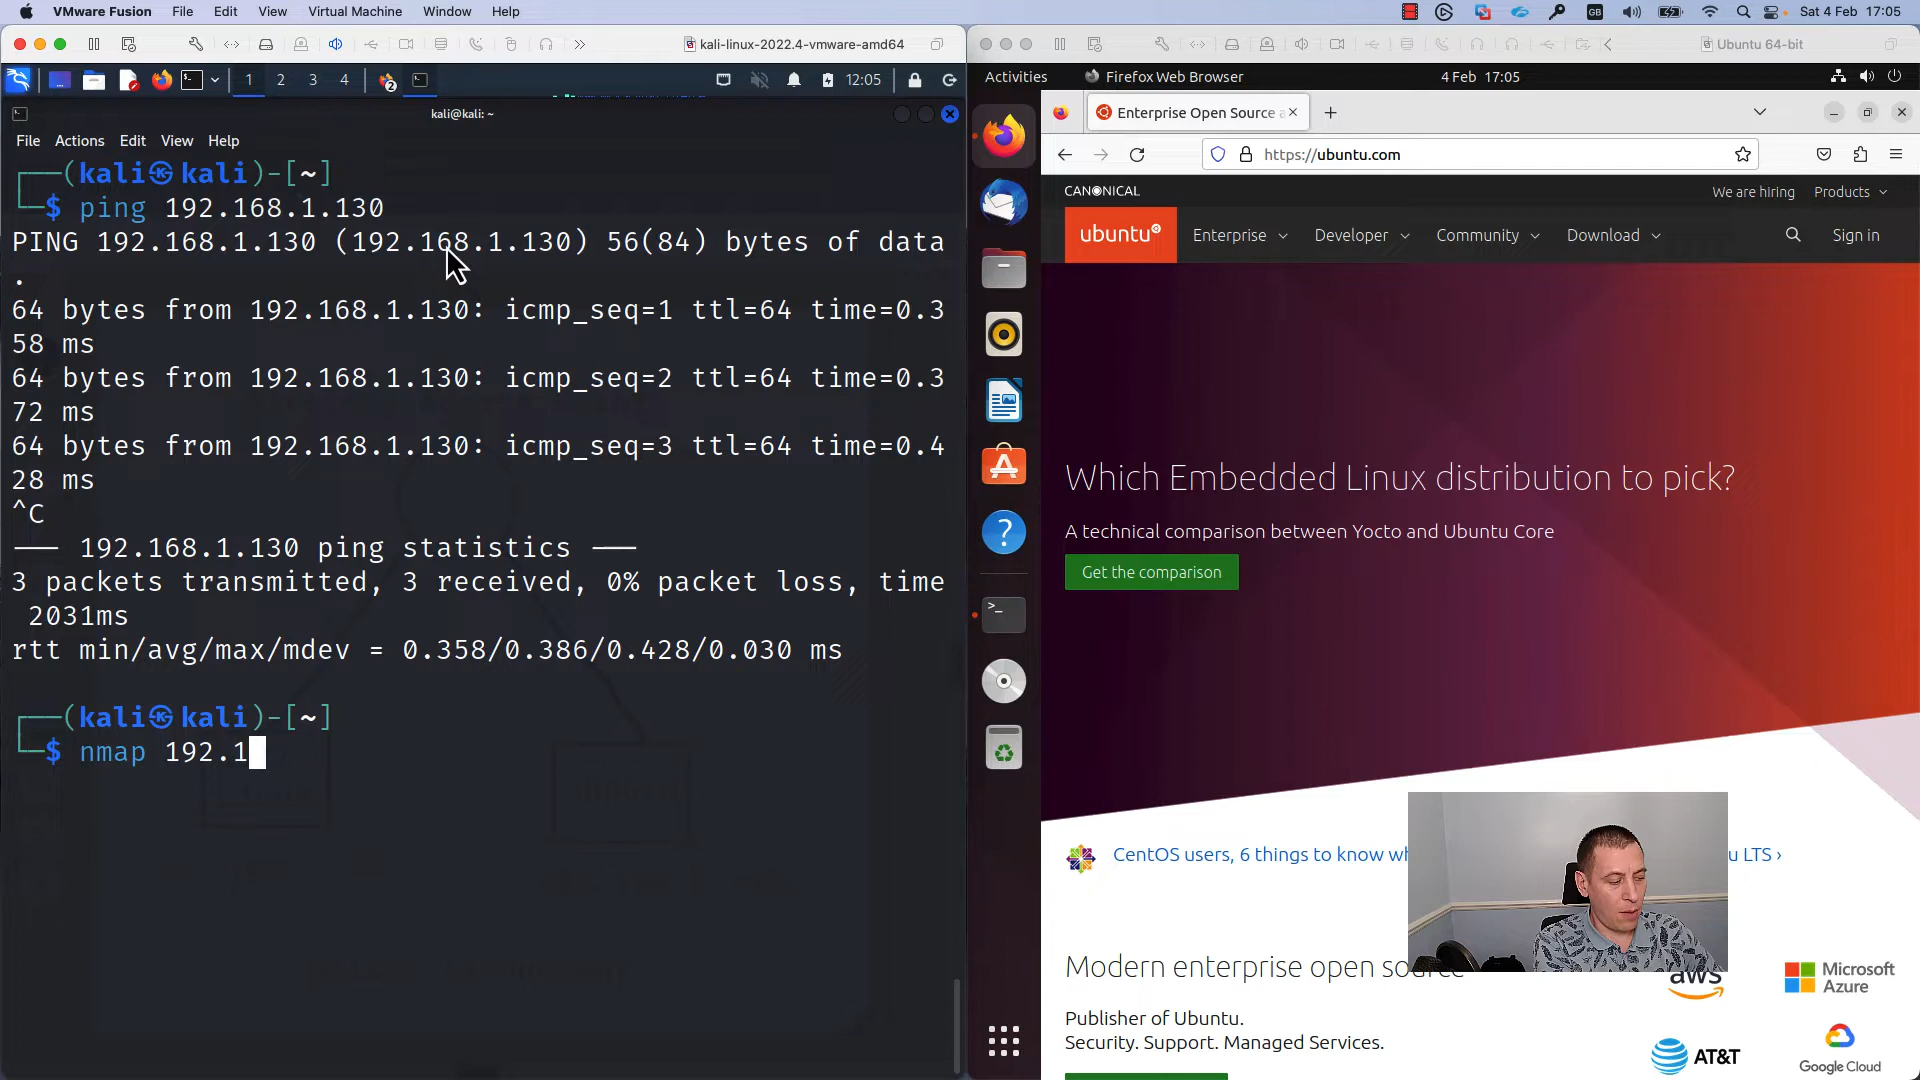 VMware Fusion File Edit View Virtual Machine Window Help GB Sat 4 Feb 17:05
kali-linux-2022.4-vmware-amd64
Ubuntu 64-bit
1 2 3 4 2 12:05
Activities Firefox Web Browser 4 Feb 17:05
kali@kali: ~
File Actions Edit View Help
(kali㉿kali)-[~]
$ ping 192.168.1.130
PING 192.168.1.130 (192.168.1.130) 56(84) bytes of data
.
64 bytes from 192.168.1.130: icmp_seq=1 ttl=64 time=0.3
58 ms
64 bytes from 192.168.1.130: icmp_seq=2 ttl=64 time=0.3
72 ms
64 bytes from 192.168.1.130: icmp_seq=3 ttl=64 time=0.4
28 ms
^C
--- 192.168.1.130 ping statistics ---
3 packets transmitted, 3 received, 0% packet loss, time
2031ms
rtt min/avg/max/mdev = 0.358/0.386/0.428/0.030 ms
(kali㉿kali)-[~]
$ nmap 192.1
Enterprise Open Source a
https://ubuntu.com
CANONICAL
We are hiring Products
ubuntu
Enterprise Developer Community Download Sign in
Which Embedded Linux distribution to pick?
A technical comparison between Yocto and Ubuntu Core
Get the comparison
CentOS users, 6 things to know wh
u LTS ›
Modern enterprise open source
aws
Microsoft
Azure
Publisher of Ubuntu.
Security. Support. Managed Services.
AT&T
Google Cloud